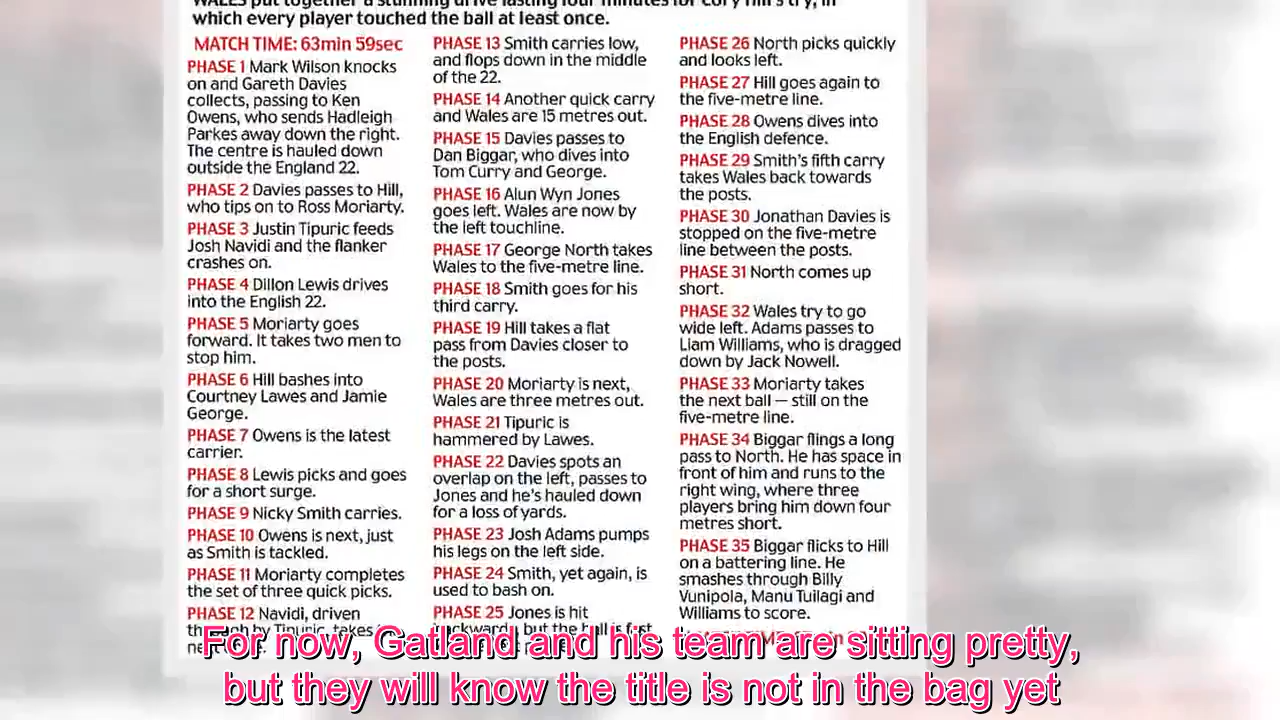 WALES put together a stunning drive lasting four minutes for Cory Hill's try, in
which every player touched the ball at least once.
MATCH TIME: 63min 59sec
PHASE 1 Mark Wilson knocks
on and Gareth Davies
collects, passing to Ken
Owens, who sends Hadleigh
Parkes away down the right.
The centre is hauled down
outside the England 22.
PHASE 2 Davies passes to Hill,
who tips on to Ross Moriarty.
PHASE 3 Justin Tipuric feeds
Josh Navidi and the flanker
crashes on.
PHASE 4 Dillon Lewis drives
into the English 22.
PHASE 5 Moriarty goes
forward. It takes two men to
stop him.
PHASE 6 Hill bashes into
Courtney Lawes and Jamie
George.
PHASE 7 Owens is the latest
carrier.
PHASE 8 Lewis picks and goes
for a short surge.
PHASE 9 Nicky Smith carries.
PHASE 10 Owens is next, just
as Smith is tackled.
PHASE 11 Moriarty completes
the set of three quick picks.
PHASE 12 Navidi, driven
through by Tipuric, takes
PHASE 13 Smith carries low,
and flops down in the middle
of the 22.
PHASE 14 Another quick carry
and Wales are 15 metres out.
PHASE 15 Davies passes to
Dan Biggar, who dives into
Tom Curry and George.
PHASE 16 Alun Wyn Jones
goes left. Wales are now by
the left touchline.
PHASE 17 George North takes
Wales to the five-metre line.
PHASE 18 Smith goes for his
third carry.
PHASE 19 Hill takes a flat
pass from Davies closer to
the posts.
PHASE 20 Moriarty is next,
Wales are three metres out.
PHASE 21 Tipuric is
hammered by Lawes.
PHASE 22 Davies spots an
overlap on the left, passes to
Jones and he's hauled down
for a loss of yards.
PHASE 23 Josh Adams pumps
his legs on the left side.
PHASE 24 Smith, yet again, is
used to bash on.
PHASE 25 Jones is hit
backwards, but the ball is fast
PHASE 26 North picks quickly
and looks left.
PHASE 27 Hill goes again to
the five-metre line.
PHASE 28 Owens dives into
the English defence.
PHASE 29 Smith's fifth carry
takes Wales back towards
the posts.
PHASE 30 Jonathan Davies is
stopped on the five-metre
line between the posts.
PHASE 31 North comes up
short.
PHASE 32 Wales try to go
wide left. Adams passes to
Liam Williams, who is dragged
down by Jack Nowell.
PHASE 33 Moriarty takes
the next ball — still on the
five-metre line.
PHASE 34 Biggar flings a long
pass to North. He has space in
front of him and runs to the
right wing, where three
players bring him down four
metres short.
PHASE 35 Biggar flicks to Hill
on a battering line. He
smashes through Billy
Vunipola, Manu Tuilagi and
Williams to score.
For now, Gatland and his team are sitting pretty,
but they will know the title is not in the bag yet